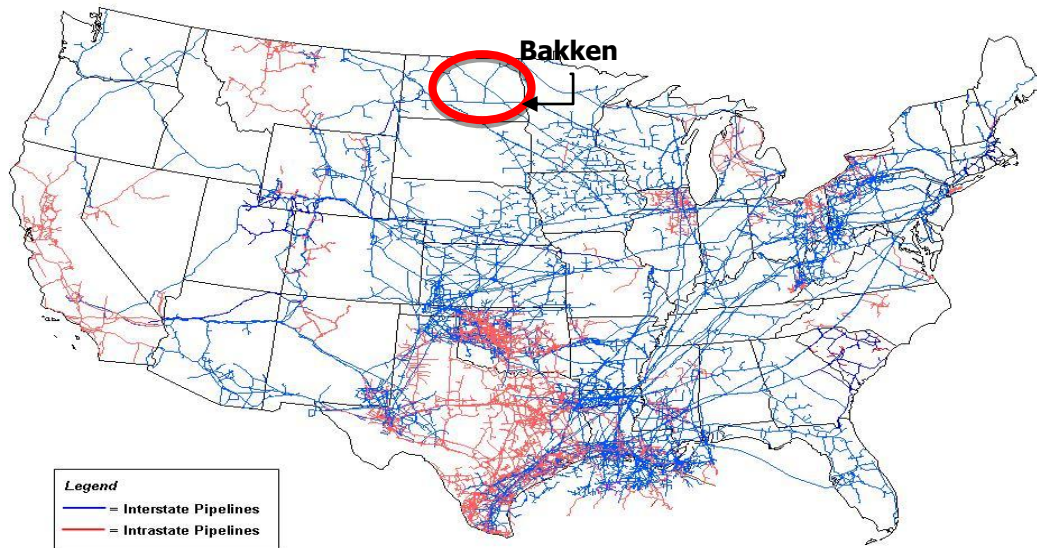 Bakken
Legend
= Interstate Pipelines
= Intrastate Pipelines